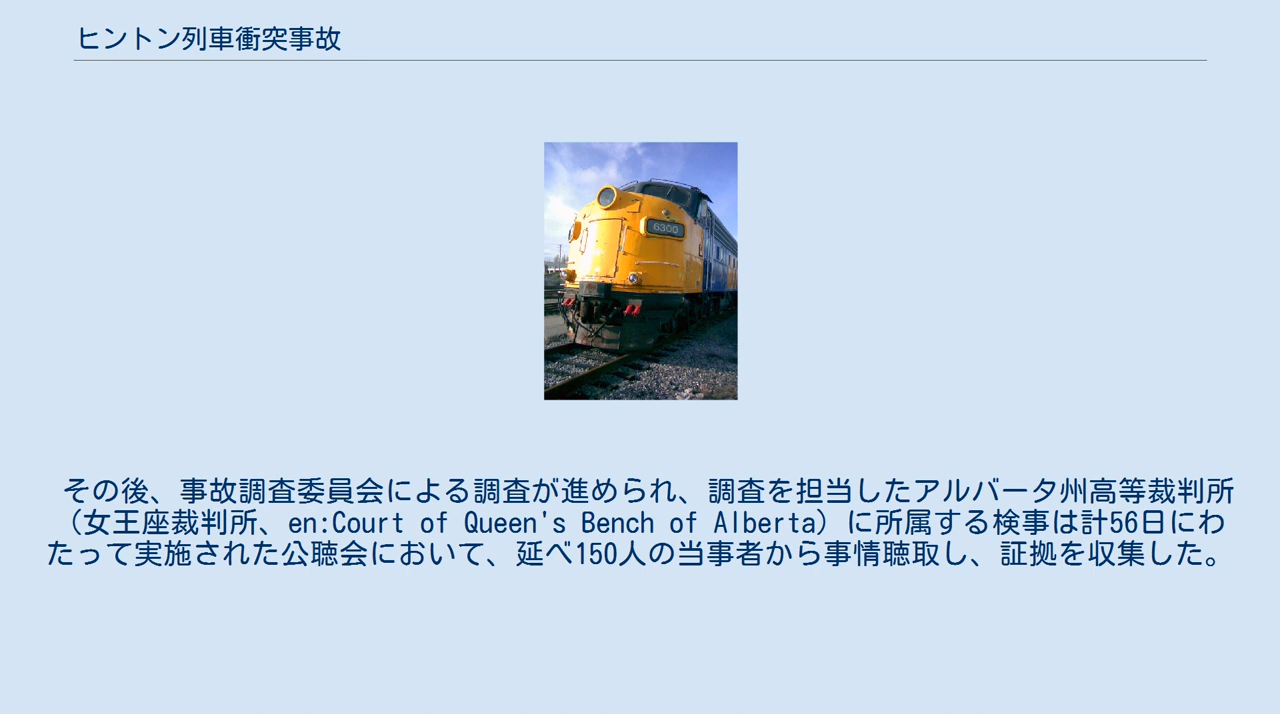 ヒントン列車衝突事故
6300
その後、事故調査委員会による調査が進められ、調査を担当したアルバータ州高等裁判所
（女王座裁判所、en:Court of Queen's Bench of Alberta）に所属する検事は計56日にわ
たって実施された公聴会において、延べ150人の当事者から事情聴取し、証拠を収集した。